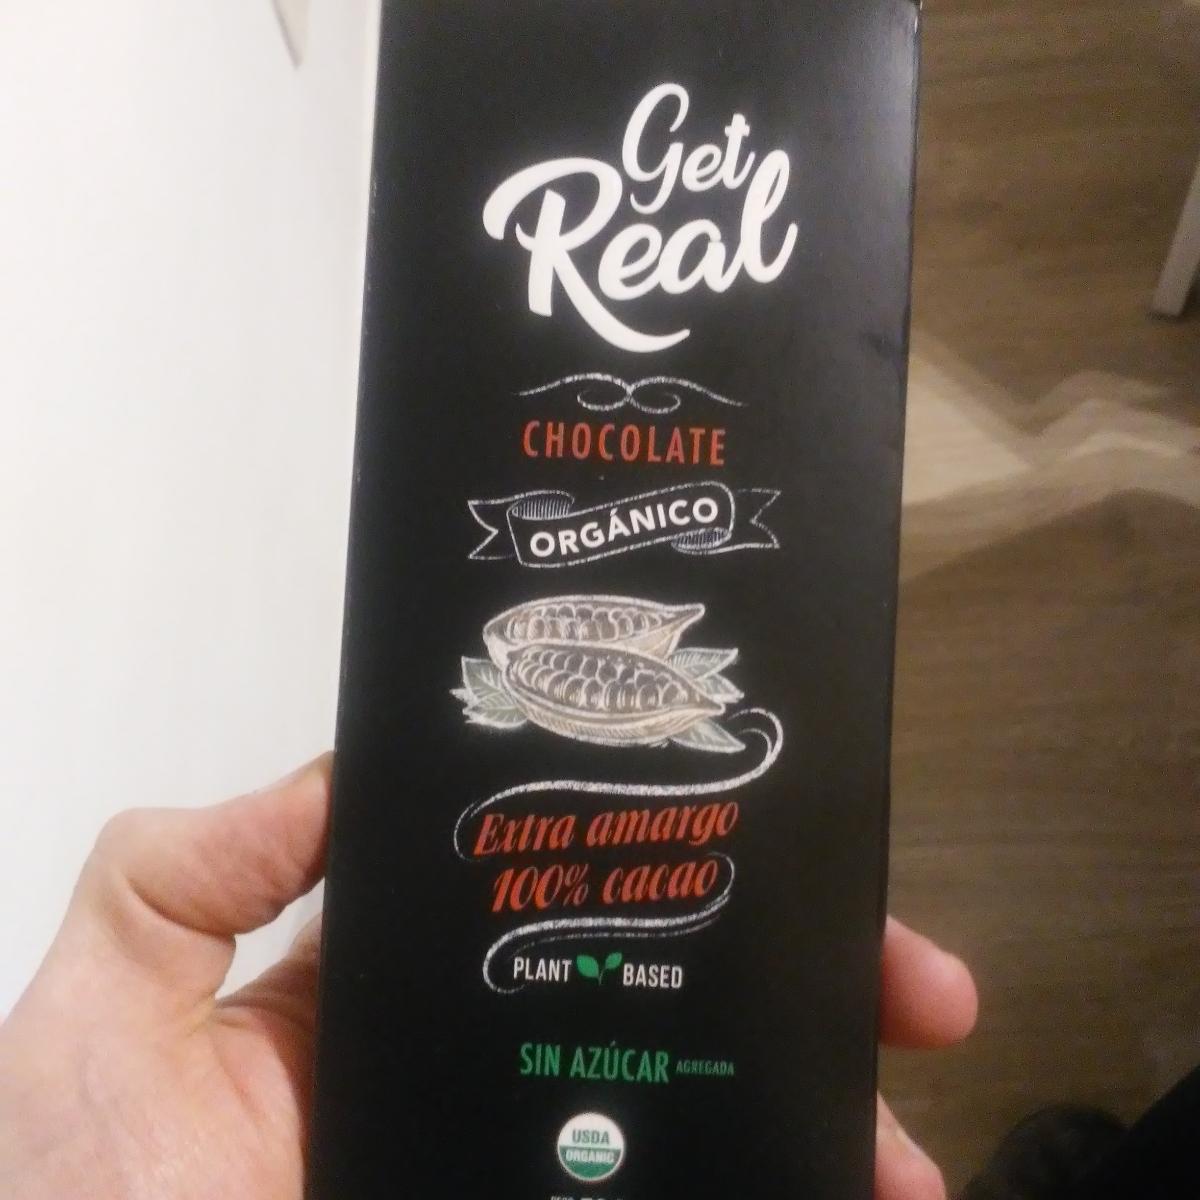 Get
Real
CHOCOLATE
ORGÁNICO
Extra amargo
100% cacao
PLANT BASED
SIN AZÚCAR AGREGADA
USDA
ORGANIC